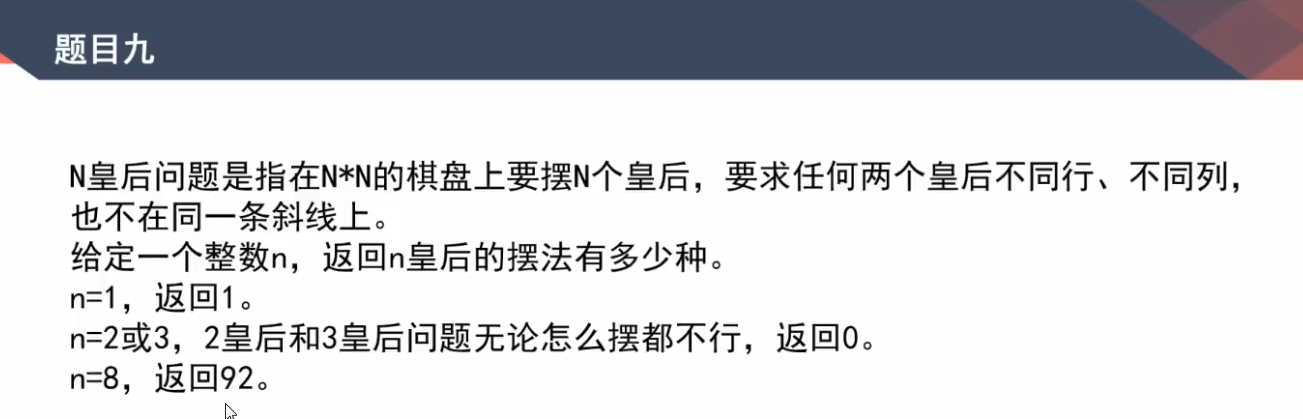 题目九
N皇后问题是指在N*N的棋盘上要摆N个皇后，要求任何两个皇后不同行、不同列，
也不在同一条斜线上。
给定一个整数n，返回n皇后的摆法有多少种。
n=1，返回1。
n=2或3，2皇后和3皇后问题无论怎么摆都不行，返回0。
n=8，返回92。